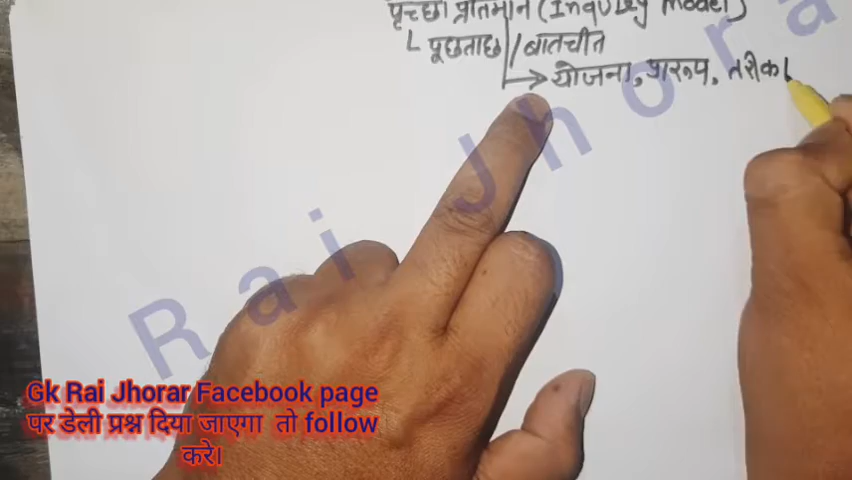 पृच्छा प्रतिमान (Inquiry Model)
पूछताछ / बातचीत
योजना, प्रारूप, तरीका
Rai Jhorar
Gk Rai Jhorar Facebook page
पर डेली प्रश्न दिया जाएगा तो follow
करे।